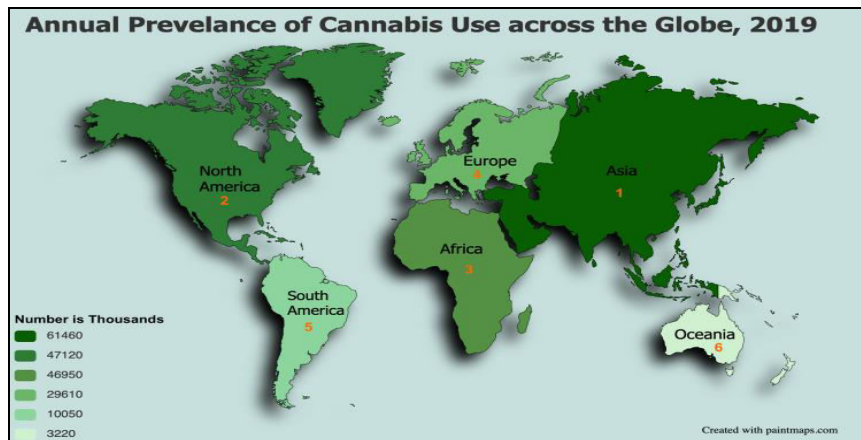 Annual Prevelance of Cannabis Use across the Globe, 2019
North
America
2
Europe
4
Asia
1
Africa
3
South
America
5
Oceania
6
Number is Thousands
61460
47120
46950
29610
10050
3220
Created with paintmaps.com